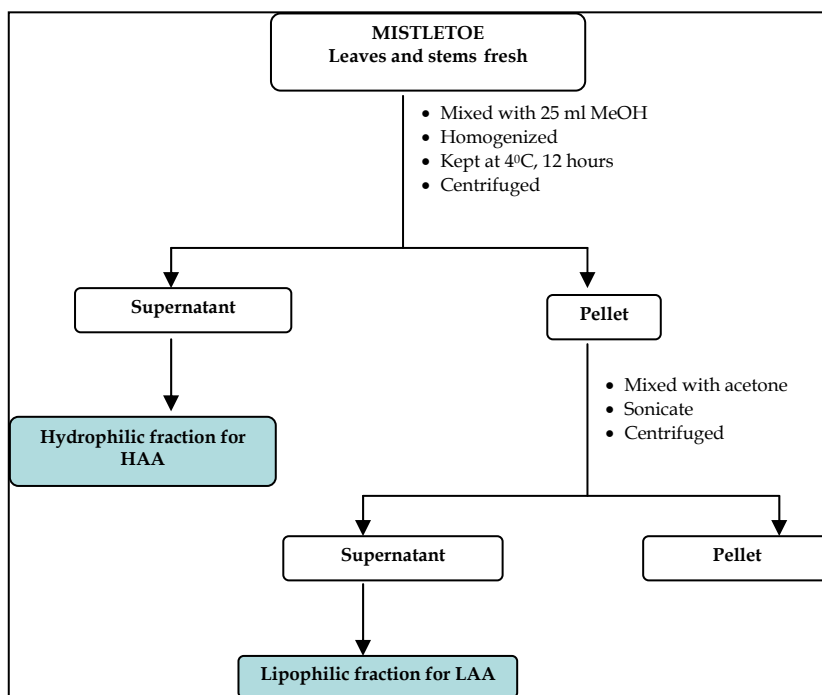 MISTLETOE
Leaves and stems fresh
• Mixed with 25 ml MeOH
• Homogenized
• Kept at 4⁰C, 12 hours
• Centrifuged
Supernatant
Pellet
• Mixed with acetone
• Sonicate
• Centrifuged
Hydrophilic fraction for
HAA
Supernatant
Pellet
Lipophilic fraction for LAA